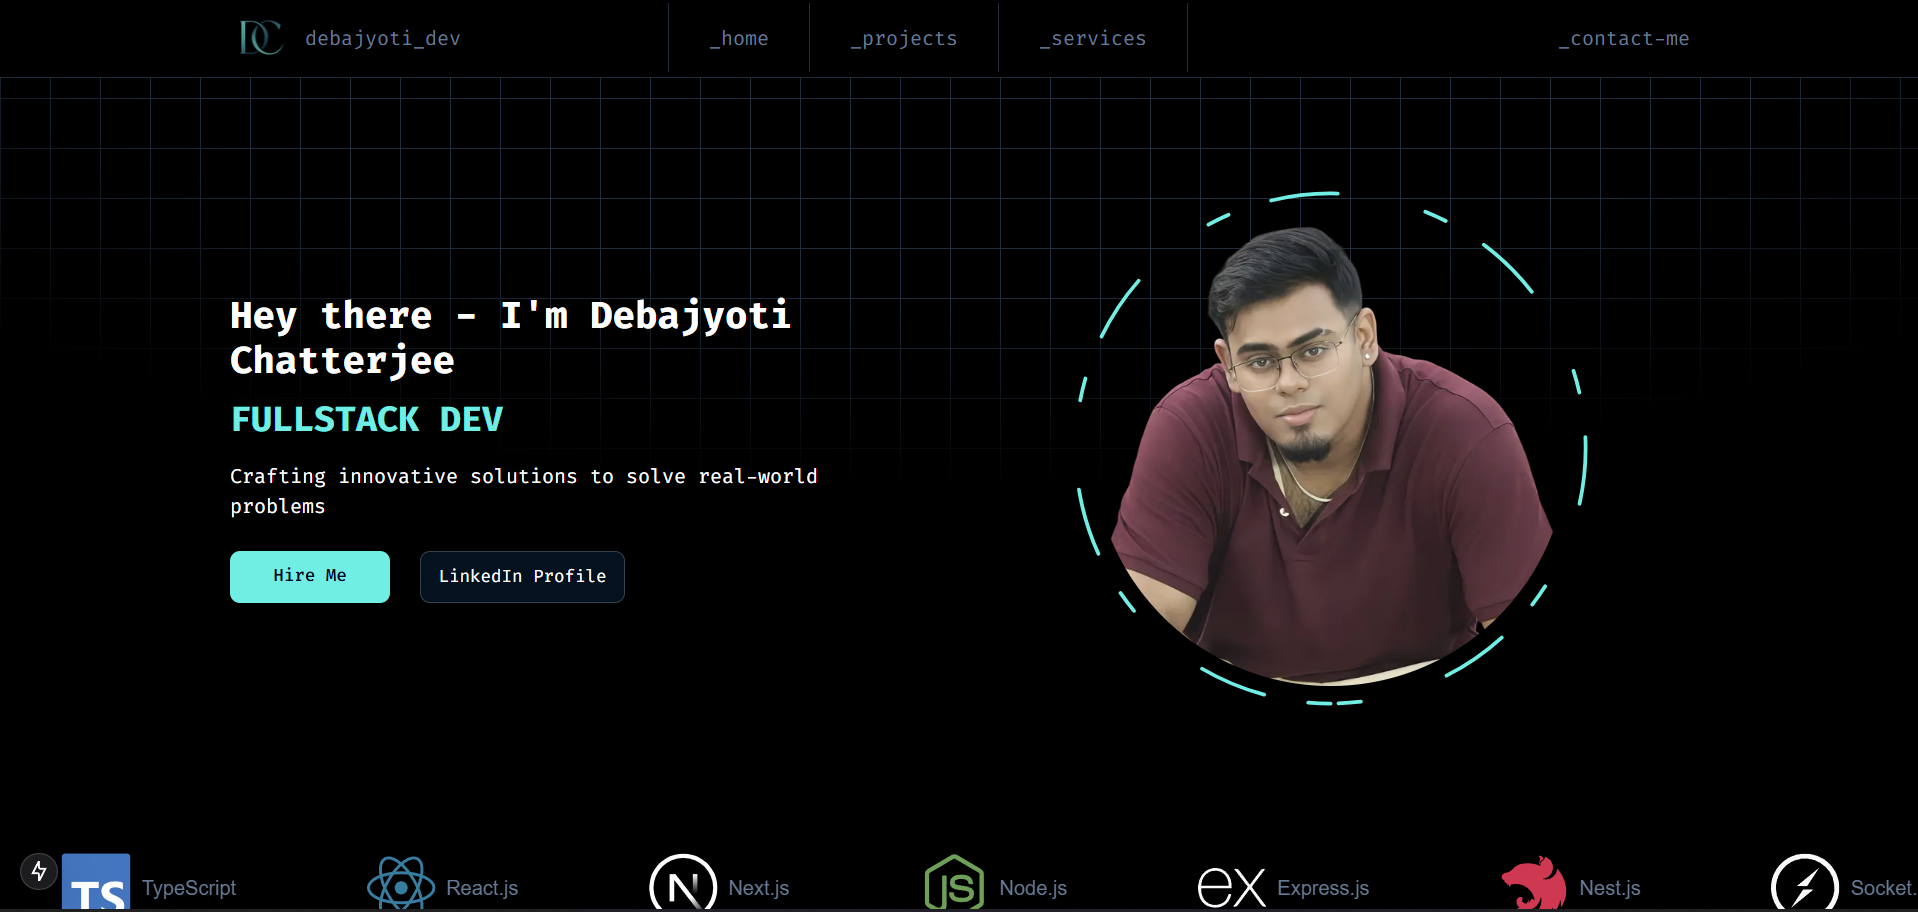 DC debajyoti_dev _home _projects _services _contact-me
Hey there - I'm Debajyoti
Chatterjee
FULLSTACK DEV
Crafting innovative solutions to solve real-world
problems
Hire Me LinkedIn Profile
TS TypeScript React.js N Next.js JS Node.js ex Express.js Nest.js Socket.